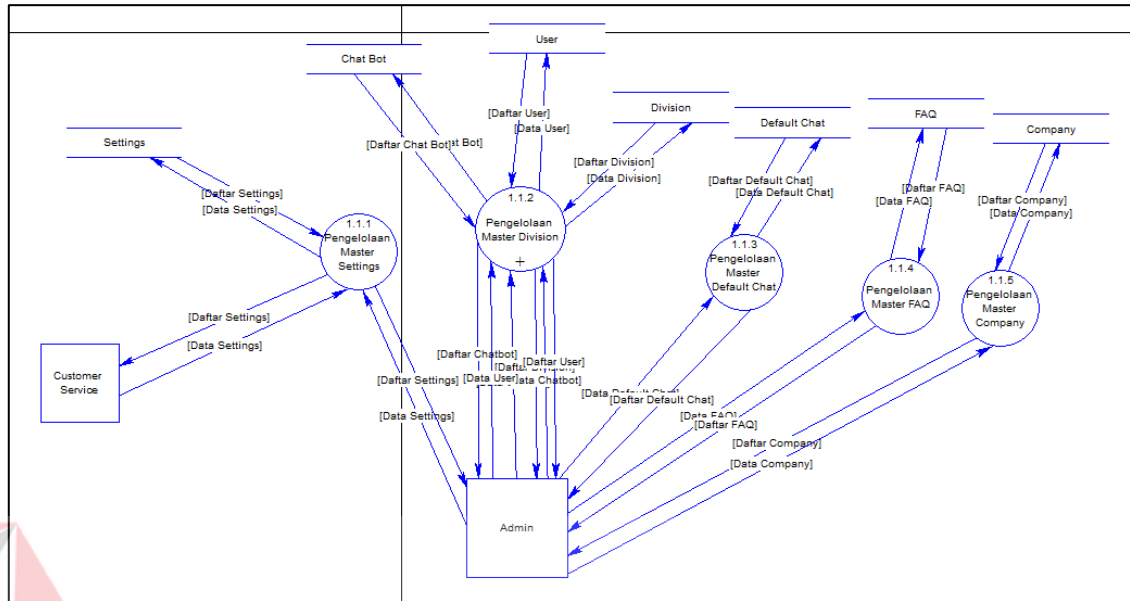 User
Chat Bot
Division
Default Chat
FAQ
Company
Settings
[Daftar User]
[Data User]
[Daftar Chat Bot]
[Daftar Division]
[Data Division]
[Daftar Default Chat]
[Data Default Chat]
[Daftar FAQ]
[Data FAQ]
[Daftar Company]
[Data Company]
[Daftar Settings]
[Data Settings]
1.1.1
Pengelolaan
Master
Settings
1.1.2
Pengelolaan
Master Division
+
1.1.3
Pengelolaan
Master
Default Chat
1.1.4
Pengelolaan
Master FAQ
1.1.5
Pengelolaan
Master
Company
[Daftar Settings]
[Data Settings]
Customer
Service
[Daftar Settings]
[Data Settings]
[Daftar Chatbot]
[Daftar User]
[Data User]
Data Chatbot]
[Data Default Chat]
[Daftar Default Chat]
[Data FAQ]
[Daftar FAQ]
[Daftar Company]
[Data Company]
Admin